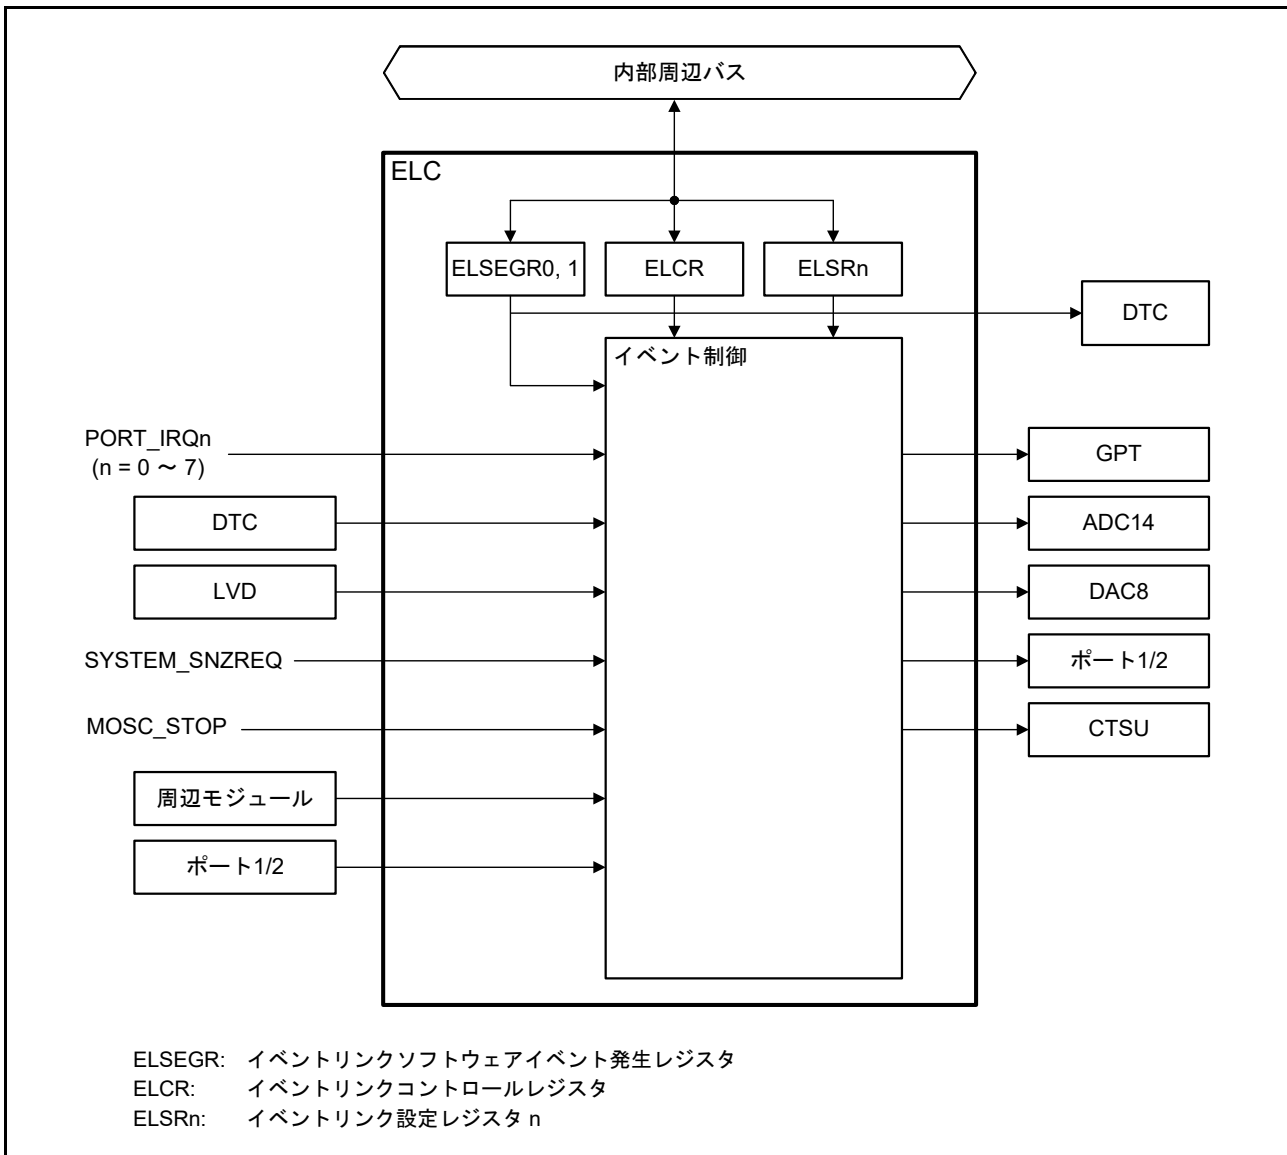 内部周辺バス
ELC
ELSEGR0, 1
ELCR
ELSRn
DTC
イベント制御
PORT_IRQn
(n = 0 ～ 7)
GPT
DTC
ADC14
LVD
DAC8
SYSTEM_SNZREQ
ポート1/2
MOSC_STOP
CTSU
周辺モジュール
ポート1/2
ELSEGR: イベントリンクソフトウェアイベント発生レジスタ
ELCR: イベントリンクコントロールレジスタ
ELSRn: イベントリンク設定レジスタ n